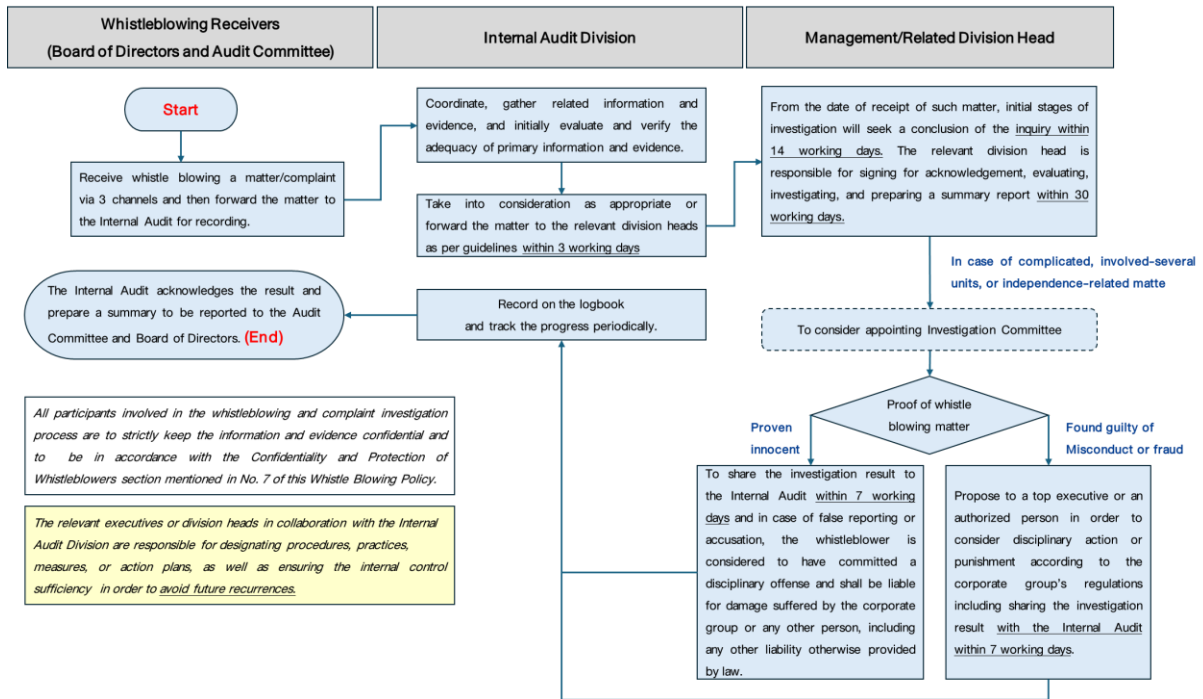 Whistleblowing Receivers
(Board of Directors and Audit Committee)
Internal Audit Division
Management/Related Division Head
Start
Receive whistle blowing a matter/complaint
via 3 channels and then forward the matter to
the Internal Audit for recording.
Coordinate, gather related information and
evidence, and initially evaluate and verify the
adequacy of primary information and evidence.
Take into consideration as appropriate or
forward the matter to the relevant division heads
as per guidelines within 3 working days
From the date of receipt of such matter, initial stages of
investigation will seek a conclusion of the inquiry within
14 working days. The relevant division head is
responsible for signing for acknowledgement, evaluating,
investigating, and preparing a summary report within 30
working days.
In case of complicated, involved-several
units, or independence-related matte
To consider appointing Investigation Committee
Proof of whistle
blowing matter
Proven
innocent
Found guilty of
Misconduct or fraud
To share the investigation result to
the Internal Audit within 7 working
days and in case of false reporting or
accusation, the whistleblower is
considered to have committed a
disciplinary offense and shall be liable
for damage suffered by the corporate
group or any other person, including
any other liability otherwise provided
by law.
Propose to a top executive or an
authorized person in order to
consider disciplinary action or
punishment according to the
corporate group's regulations
including sharing the investigation
result with the Internal Audit
within 7 working days.
Record on the logbook
and track the progress periodically.
The Internal Audit acknowledges the result and
prepare a summary to be reported to the Audit
Committee and Board of Directors. (End)
All participants involved in the whistleblowing and complaint investigation
process are to strictly keep the information and evidence confidential and
to be in accordance with the Confidentiality and Protection of
Whistleblowers section mentioned in No. 7 of this Whistle Blowing Policy.
The relevant executives or division heads in collaboration with the Internal
Audit Division are responsible for designating procedures, practices,
measures, or action plans, as well as ensuring the internal control
sufficiency in order to avoid future recurrences.